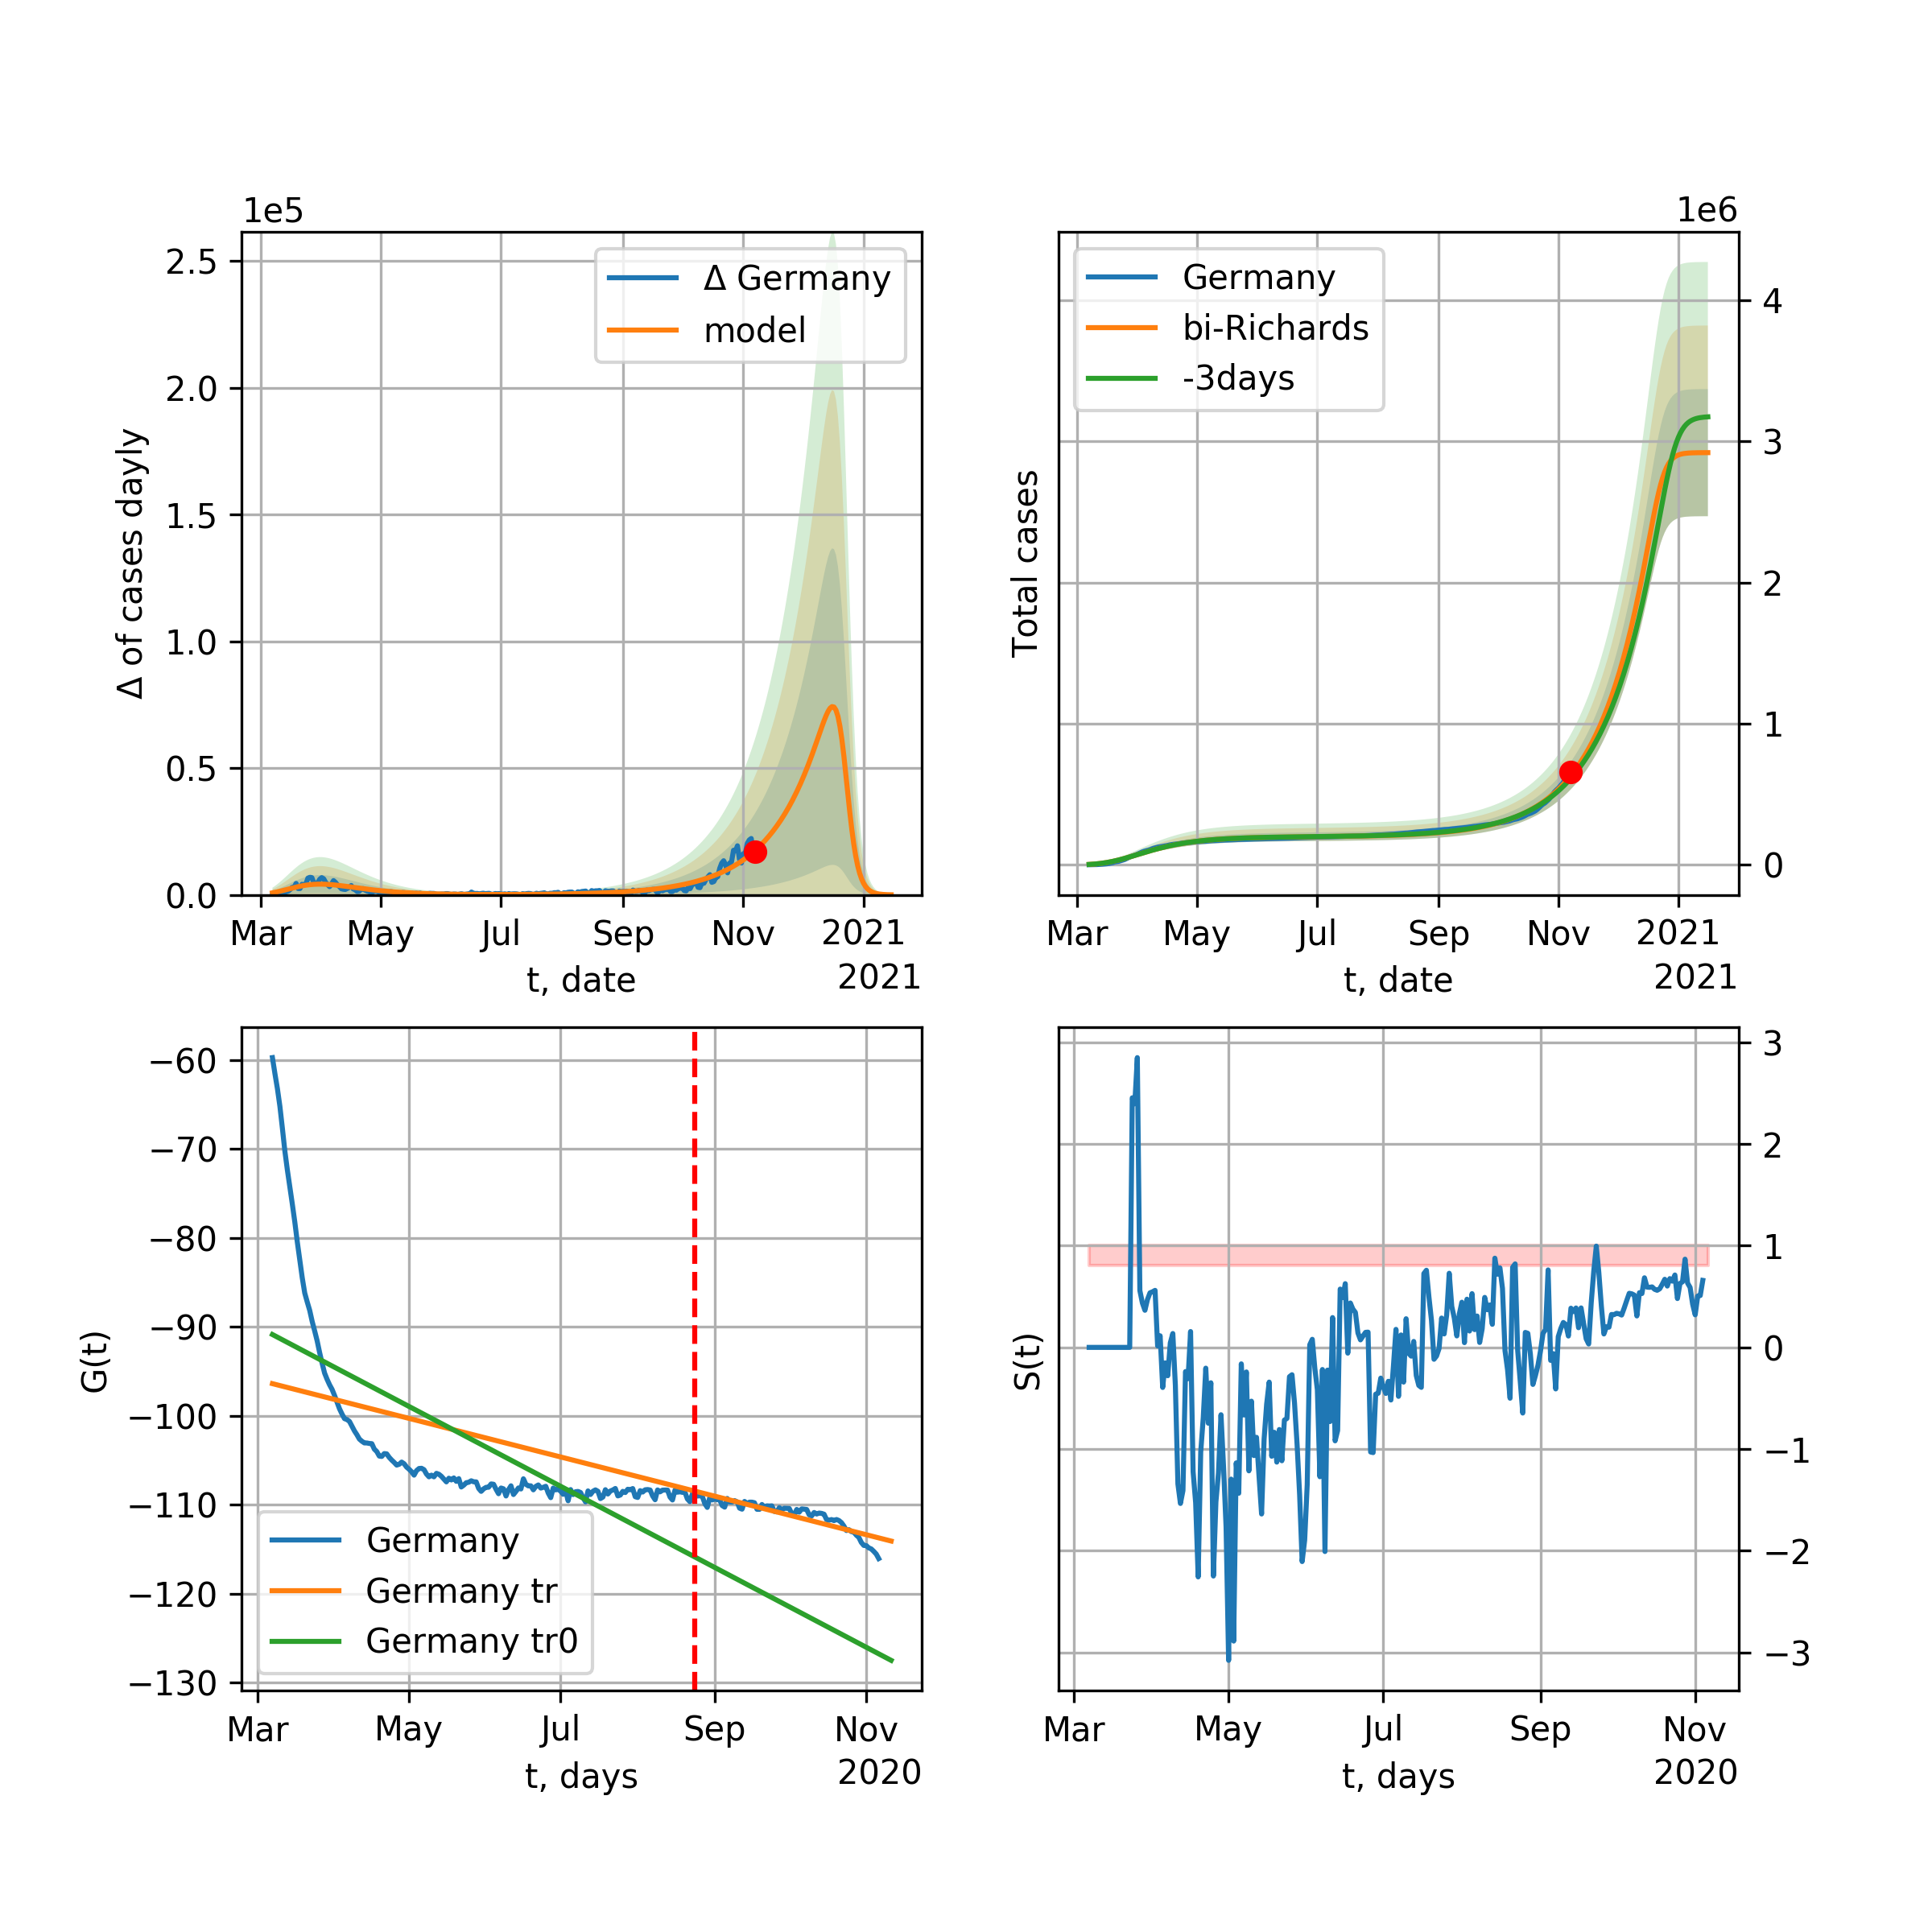 1e5
2.5
2.0
1.5
1.0
0.5
0.0
Δ of cases dayly
Δ Germany
model
Mar May Jul Sep Nov 2021
t, date
2021
1e6
4
3
2
1
0
Total cases
Germany
bi-Richards
-3days
Mar May Jul Sep Nov 2021
t, date
2021
−60
−70
−80
−90
−100
−110
−120
−130
G(t)
Germany
Germany tr
Germany tr0
Mar May Jul Sep Nov
t, days
2020
3
2
1
0
−1
−2
−3
S(t)
Mar May Jul Sep Nov
t, days
2020